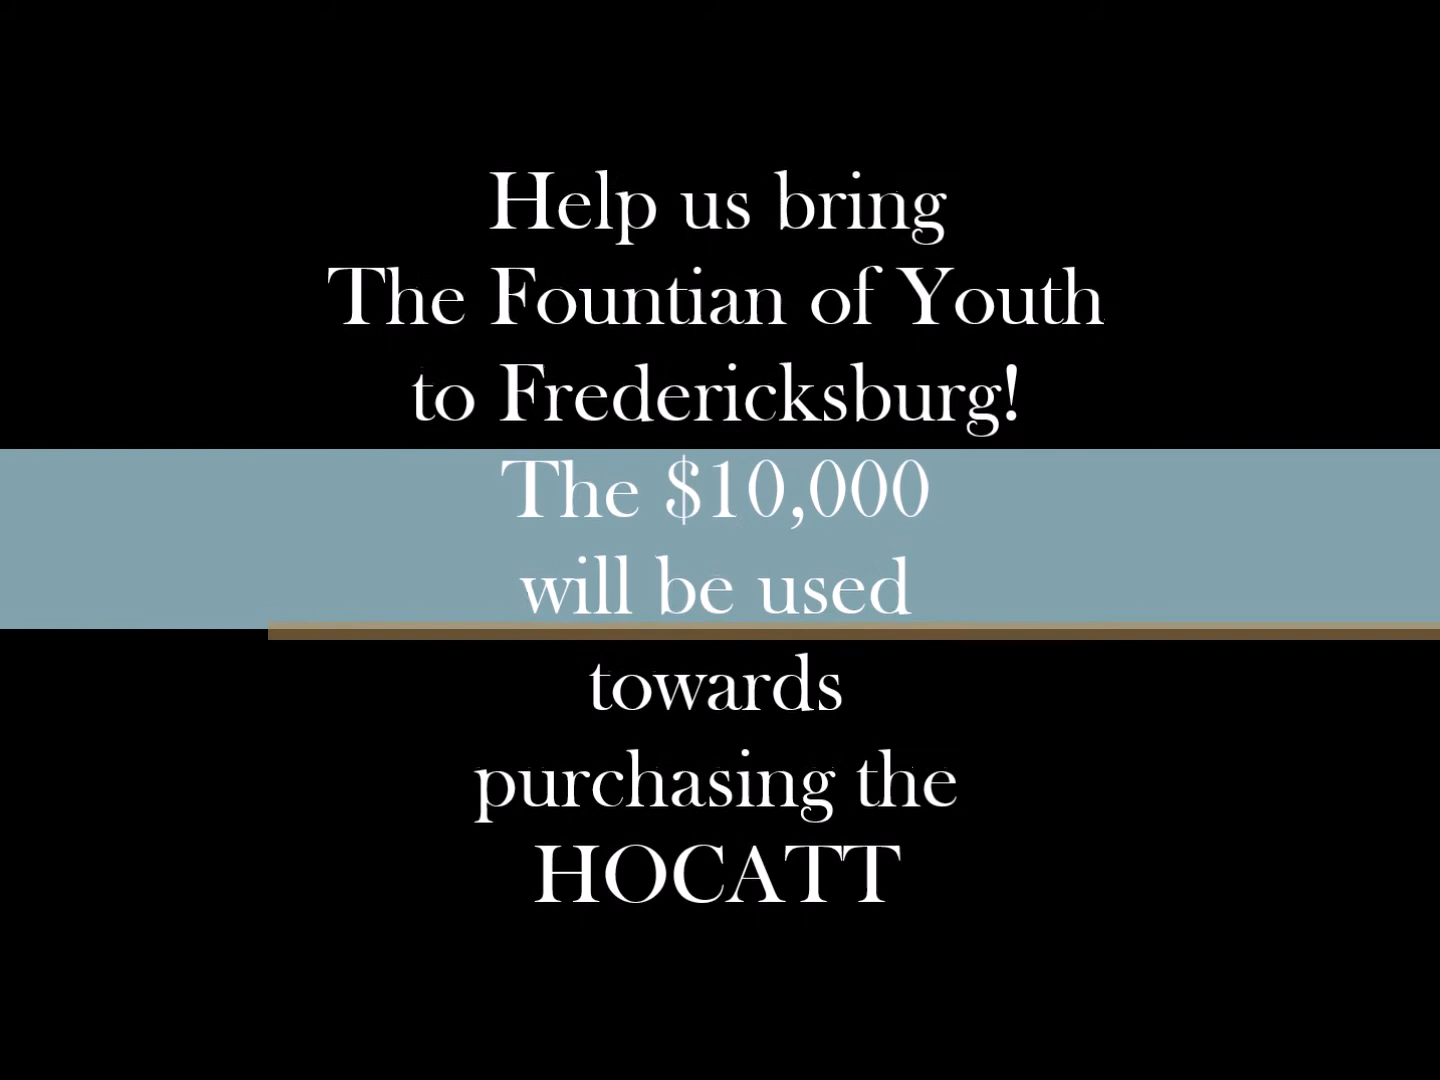 Help us bring
The Fountian of Youth
to Fredericksburg!
The $10,000
will be used
towards
purchasing the
HOCATT